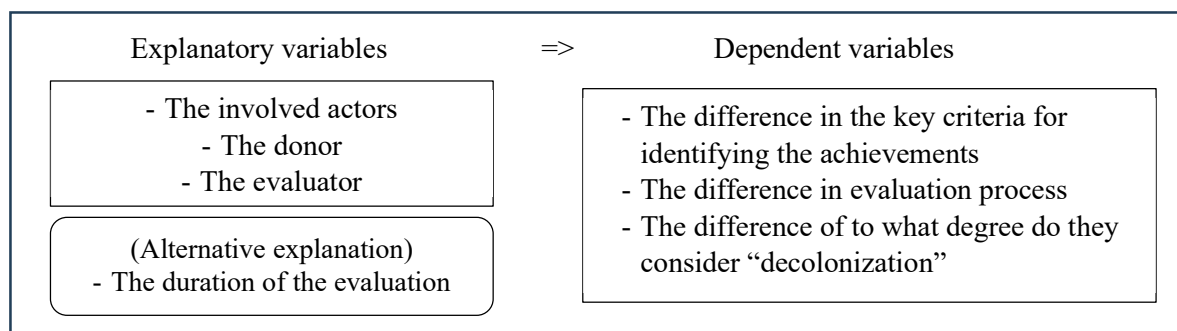 Explanatory variables => Dependent variables
- The involved actors
- The donor
- The evaluator
(Alternative explanation)
- The duration of the evaluation
- The difference in the key criteria for
identifying the achievements
- The difference in evaluation process
- The difference of to what degree do they
consider “decolonization”